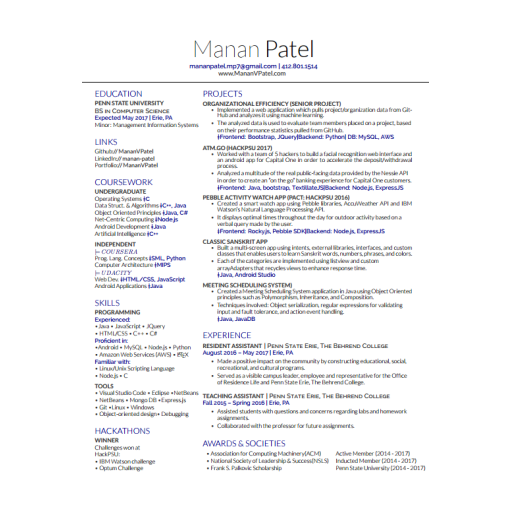 Manan Patel
mananpatel.mp7@gmail.com | 412.801.1514
www.MananVPatel.com
EDUCATION
PENN STATE UNIVERSITY
BS in Computer Science
Expected May 2017 | Erie, PA
Minor: Management Information Systems
LINKS
Github:// MananVPatel
LinkedIn:// manan-patel
Portfolio:// MananVPatel
COURSEWORK
UNDERGRADUATE
Operating Systems ‡C
Data Struct. & Algorithms ‡C++, Java
Object Oriented Principles ‡Java, C#
Net-Centric Computing ‡Node.js
Android Development ‡Java
Artificial Intelligence ‡C++
INDEPENDENT
|= COURSERA
Prog. Lang. Concepts ‡SML, Python
Computer Architecture ‡MIPS
|= UDACITY
Web Dev. ‡HTML/CSS, JavaScript
Android Applications ‡Java
SKILLS
PROGRAMMING
Experienced:
• Java • JavaScript • JQuery
• HTML/CSS • C++ • C#
Proficient in:
•Android • MySQL • Node.js • Python
• Amazon Web Services (AWS) • LaTeX
Familiar with:
• Linux/Unix Scripting Language
• Node.js • C
TOOLS
• Visual Studio Code • Eclipse •NetBeans
• NetBeans • Mongo DB •Express.js
• Git •Linux • Windows
• Object-oriented design• Debugging
HACKATHONS
WINNER
Challenges won at
HackPSU:
• IBM Watson challenge
• Optum Challenge
PROJECTS
ORGANIZATIONAL EFFICIENCY (SENIOR PROJECT)
• Implemented a web application which pulls project/organization data from Git-
Hub and analyzes it using machine learning.
• The analyzed data is used to evaluate team members placed on a project, based
on their performance statistics pulled from GitHub.
‡Frontend: Bootstrap, JQuery|Backend: Python| DB: MySQL, AWS
ATM.GO (HACKPSU 2017)
• Worked with a team of 5 hackers to build a facial recognition web interface and
an android app for Capital One in order to accelerate the deposit/withdrawal
process.
• Analyzed a multitude of the real public-facing data provided by the Nessie API
in order to create an "on the go" banking experience for Capital One customers.
‡Frontend: Java, bootstrap, TextillateJS|Backend: Node.js, ExpressJS
PEBBLE ACTIVITY WATCH APP (PACT: HACKPSU 2016)
• Created a smart watch app using Pebble libraries, AccuWeather API and IBM
Watson's Natural Language Processing API.
• It displays optimal times throughout the day for outdoor activity based on a
verbal query made by the user.
‡Frontend: Rocky.js, Pebble SDK|Backend: Node.js, ExpressJS
CLASSIC SANSKRIT APP
• Built a multi-screen app using intents, external libraries, interfaces, and custom
classes that enables users to learn Sanskrit words, numbers, phrases, and colors.
• Each of the categories are implemented using list view and custom
arrayAdapters that recycles views to enhance response time.
‡Java, Android Studio
MEETING SCHEDULING SYSTEM)
• Created a Meeting Scheduling System application in Java using Object Oriented
principles such as Polymorphism, Inheritance, and Composition.
• Techniques involved: Object serialization, regular expressions for validating
input and fault tolerance, and action event handling.
‡Java, JavaDB
EXPERIENCE
RESIDENT ASSISTANT | Penn State Erie, The Behrend College
August 2016 – May 2017 | Erie, PA
• Made a positive impact on the community by constructing educational, social,
recreational, and cultural programs.
• Served as a visible campus leader, employee and representative for the Office
of Residence Life and Penn State Erie, The Behrend College.
TEACHING ASSISTANT | Penn State Erie, The Behrend College
Fall 2015 – Spring 2016 | Erie, PA
• Assisted students with questions and concerns regarding labs and homework
assignments.
• Collaborated with the professor for future assignments.
AWARDS & SOCIETIES
• Association for Computing Machinery(ACM) Active Member (2014 - 2017)
• National Society of Leadership & Success(NSLS) Inducted Member (2014 - 2017)
• Frank S. Palkovic Scholarship Penn State University (2014 - 2016)